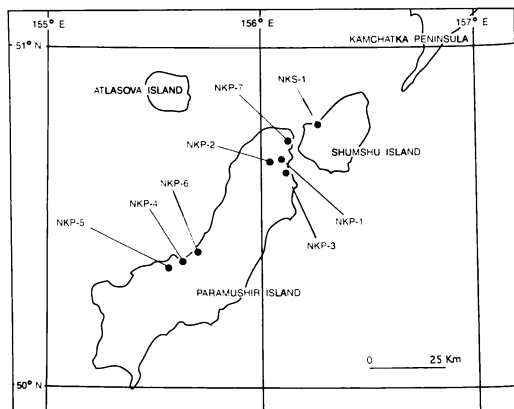 155° E
156° E
157° E
51° N
KAMCHATKA PENINSULA
ATLASOVA ISLAND
NKP-7
NKS-1
NKP-2
SHUMSHU ISLAND
NKP-6
NKP-4
NKP-5
NKP-1
NKP-3
PARAMUSHIR ISLAND
0 25 Km
50° N